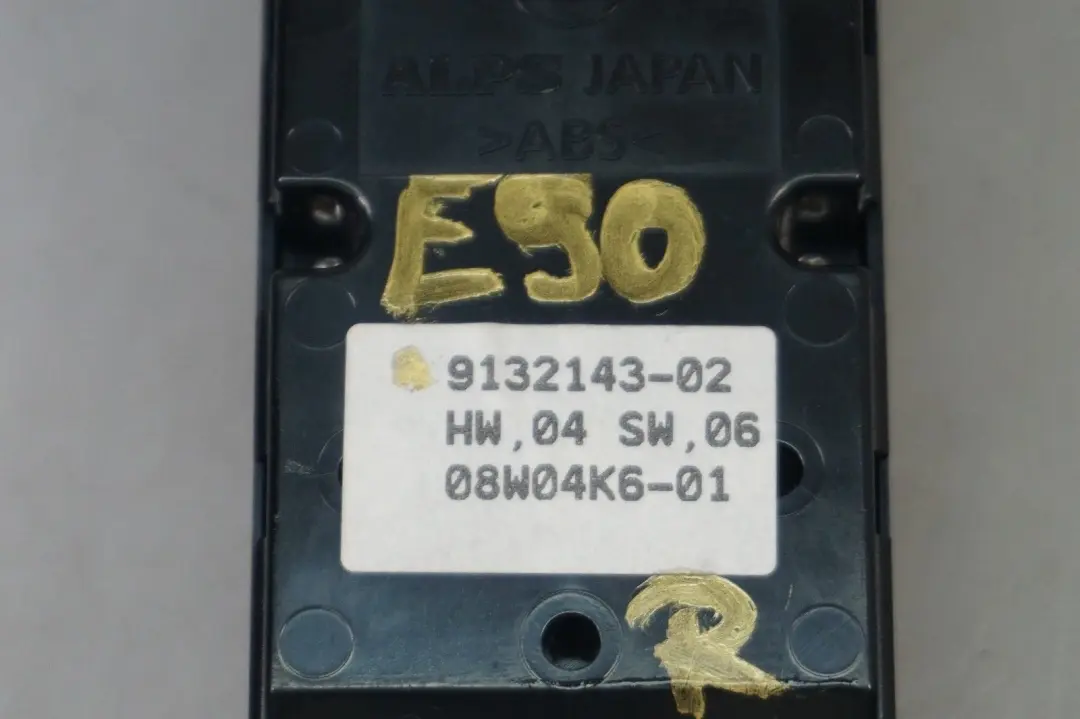 ALPS JAPAN
>ABS<
E90
9132143-02
HW,04 SW,06
08W04K6-01
R